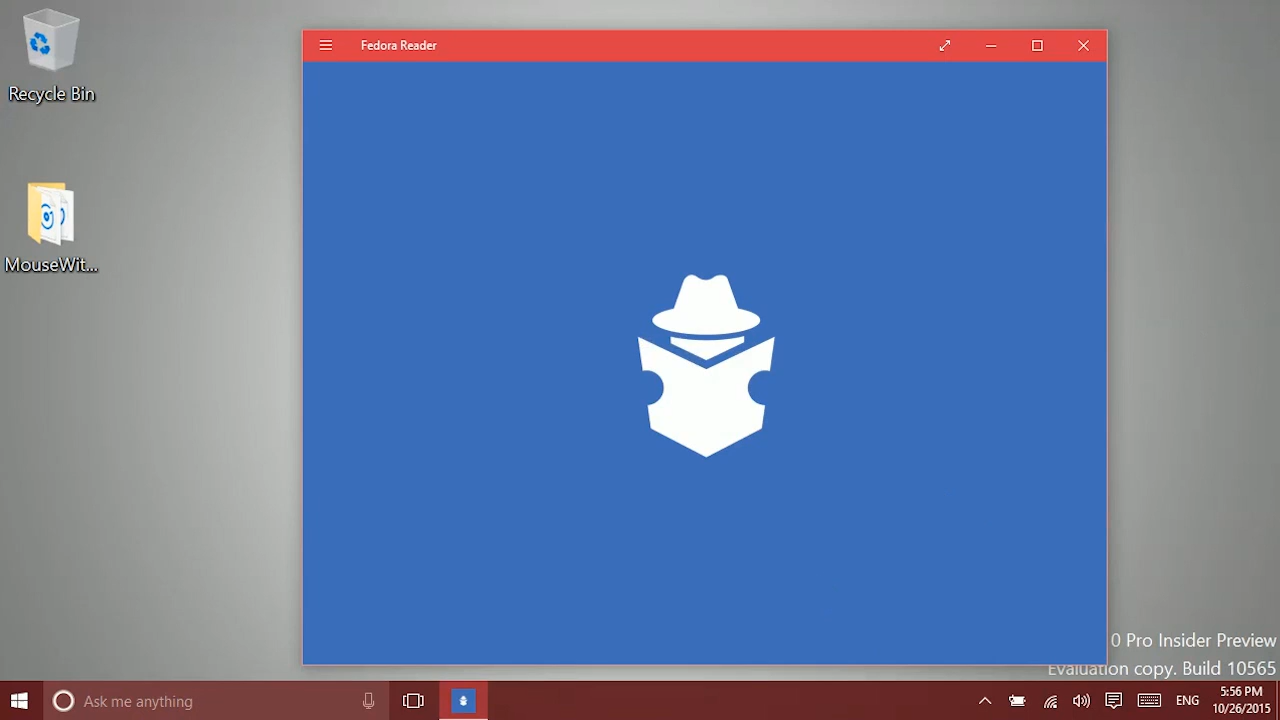 Recycle Bin
MouseWit...
Fedora Reader
0 Pro Insider Preview
Evaluation copy. Build 10565
Ask me anything
ENG
5:56 PM
10/26/2015